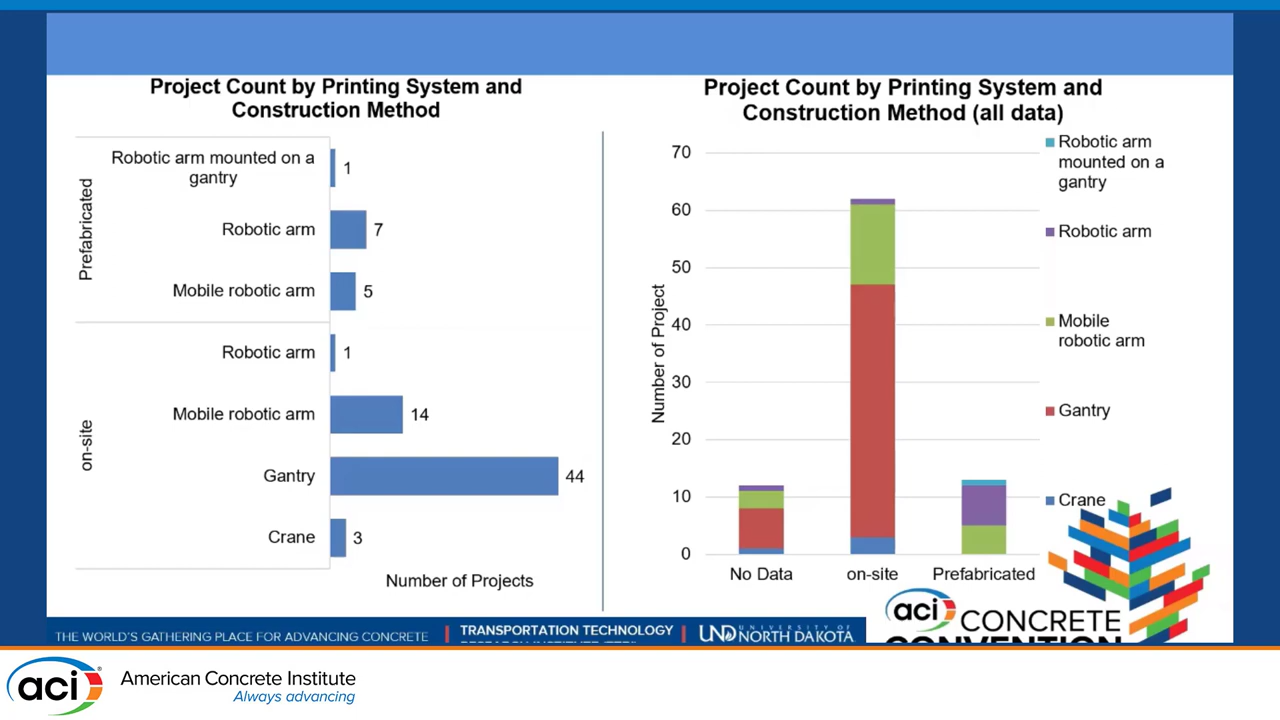 Project Count by Printing System and
Construction Method
Prefabricated
Robotic arm mounted on a
gantry
1
Robotic arm
7
Mobile robotic arm
5
on-site
Robotic arm
1
Mobile robotic arm
14
Gantry
44
Crane
3
Number of Projects
Project Count by Printing System and
Construction Method (all data)
Number of Project
70
60
50
40
30
20
10
0
No Data
on-site
Prefabricated
Robotic arm
mounted on a
gantry
Robotic arm
Mobile
robotic arm
Gantry
Crane
THE WORLD'S GATHERING PLACE FOR ADVANCING CONCRETE
TRANSPORTATION TECHNOLOGY
UND UNIVERSITY OF
NORTH DAKOTA
aci CONCRETE
CONVENTION
aci
American Concrete Institute
Always advancing